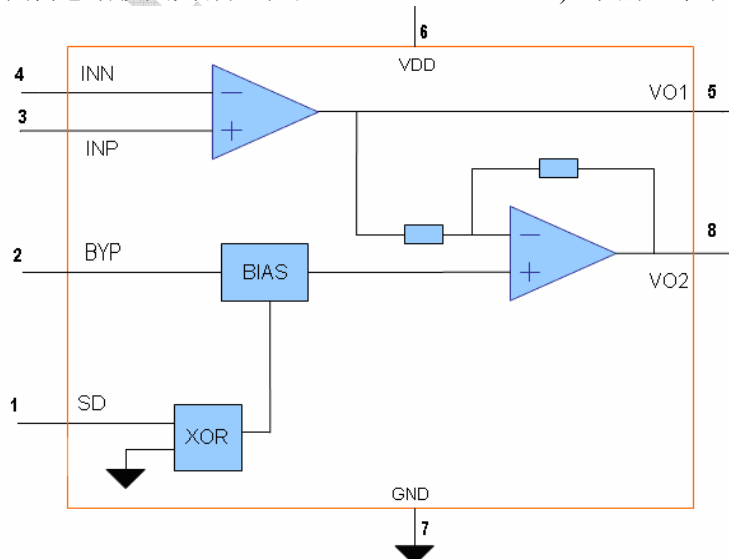 6
VDD
4 INN
VO1 5
3
INP
8
2 BYP
BIAS
VO2
1 SD
XOR
GND
7